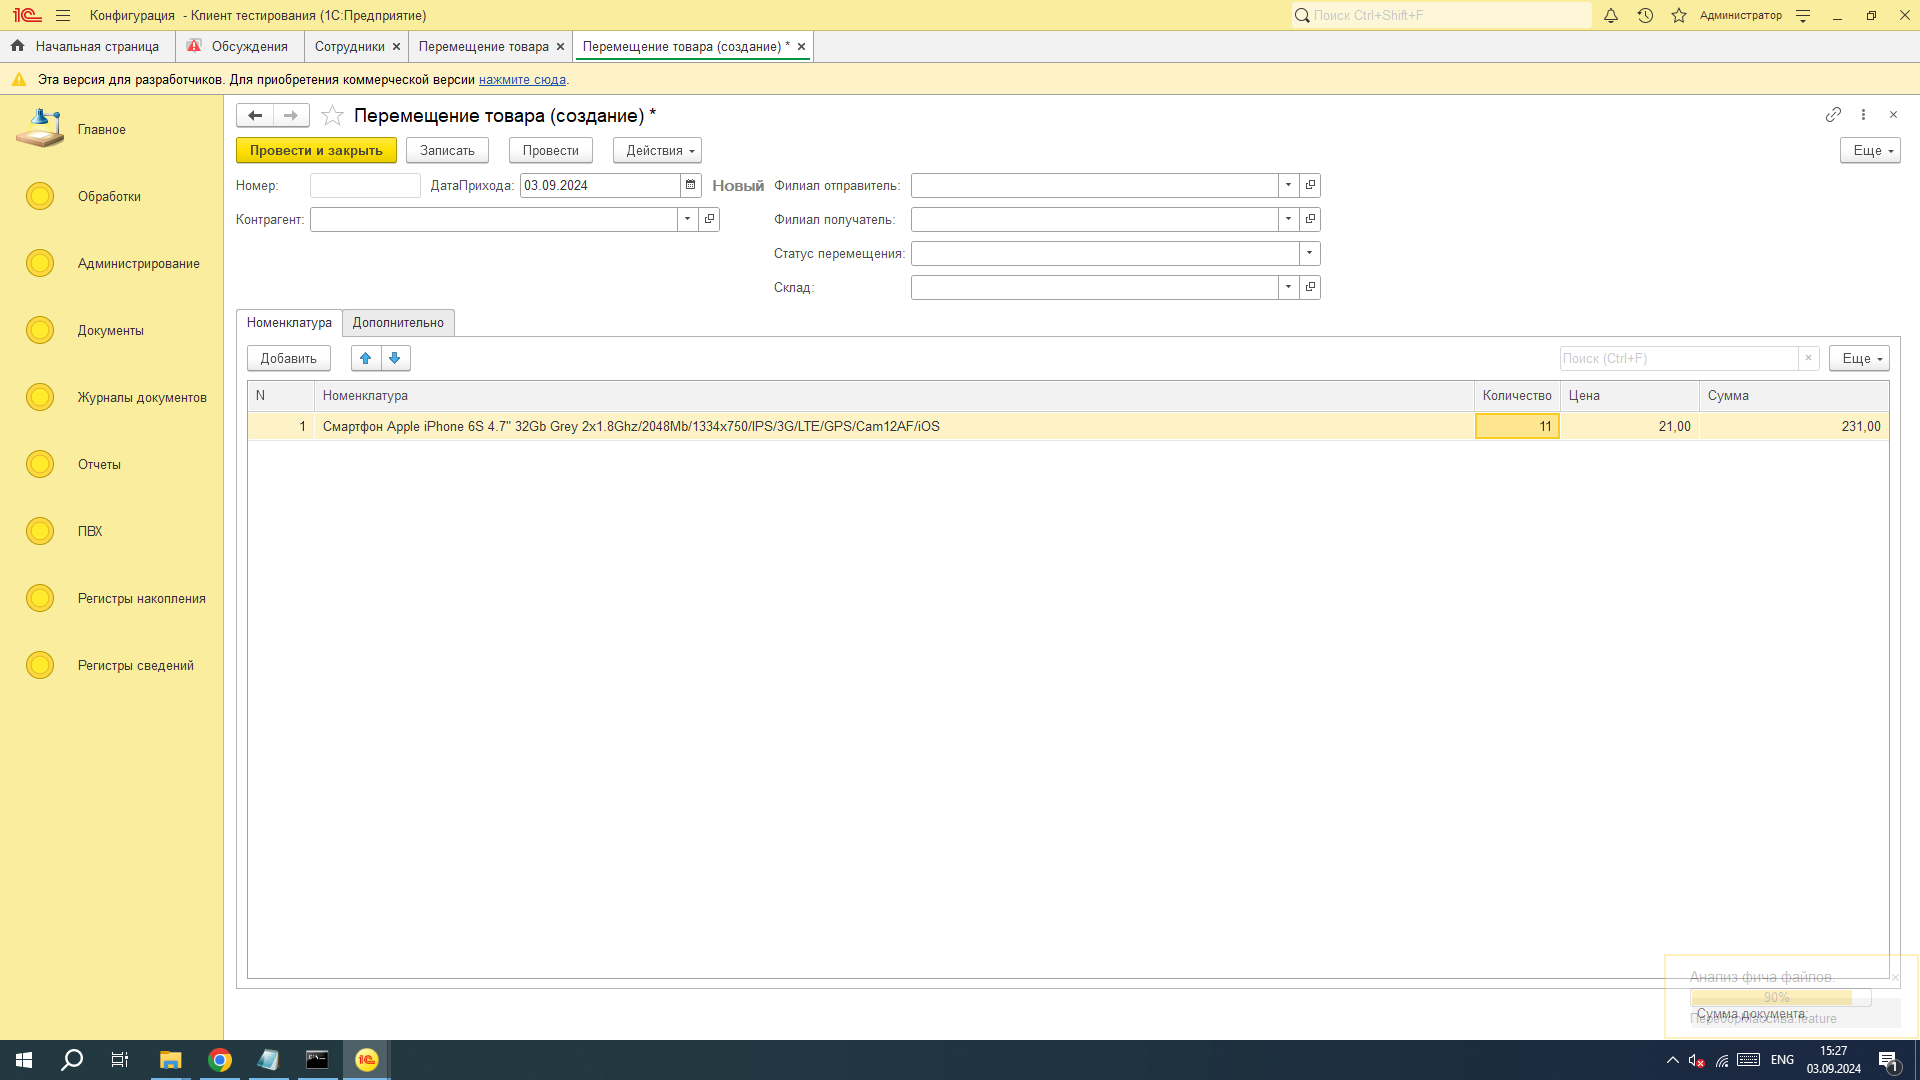 Конфигурация - Клиент тестирования (1С:Предприятие)
Поиск Ctrl+Shift+F
Администратор
Начальная страница
Обсуждения
Сотрудники
Перемещение товара
Перемещение товара (создание) *
Эта версия для разработчиков. Для приобретения коммерческой версии нажмите сюда.
Главное
Обработки
Администрирование
Документы
Журналы документов
Отчеты
ПВХ
Регистры накопления
Регистры сведений
Перемещение товара (создание) *
Провести и закрыть
Записать
Провести
Действия
Еще
Номер:
ДатаПрихода: 03.09.2024
Новый
Филиал отправитель:
Контрагент:
Филиал получатель:
Статус перемещения:
Склад:
Номенклатура
Дополнительно
Добавить
Поиск (Ctrl+F)
Еще
N Номенклатура Количество Цена Сумма
1 Смартфон Apple iPhone 6S 4.7" 32Gb Grey 2x1.8Ghz/2048Mb/1334x750/IPS/3G/LTE/GPS/Cam12AF/iOS 11 21,00 231,00
Анализ фича файлов.
90%
Сумма документа:
ПереборМассива.feature
ENG
15:27
03.09.2024
1